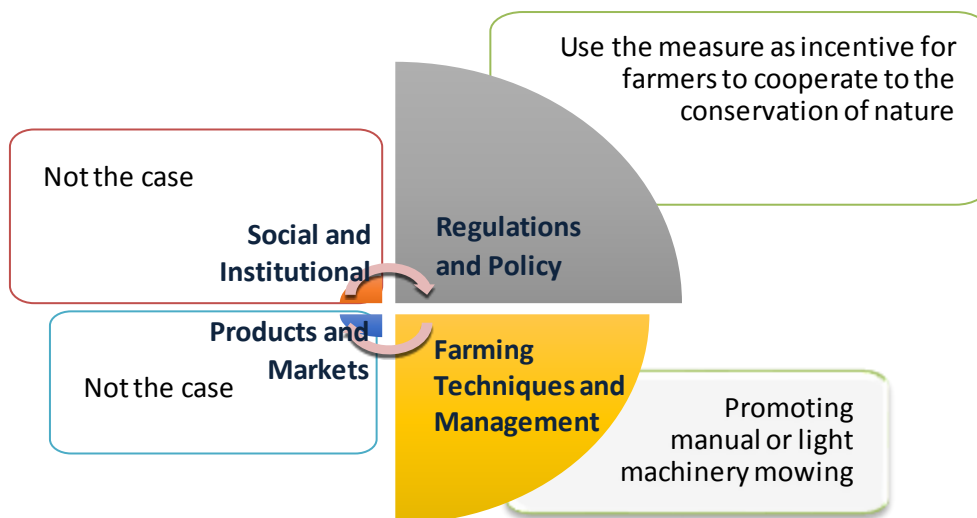 Use the measure as incentive for
farmers to cooperate to the
conservation of nature
Not the case
Social and
Institutional
Regulations
and Policy
Products and
Markets
Not the case
Farming
Techniques and
Management
Promoting
manual or light
machinery mowing